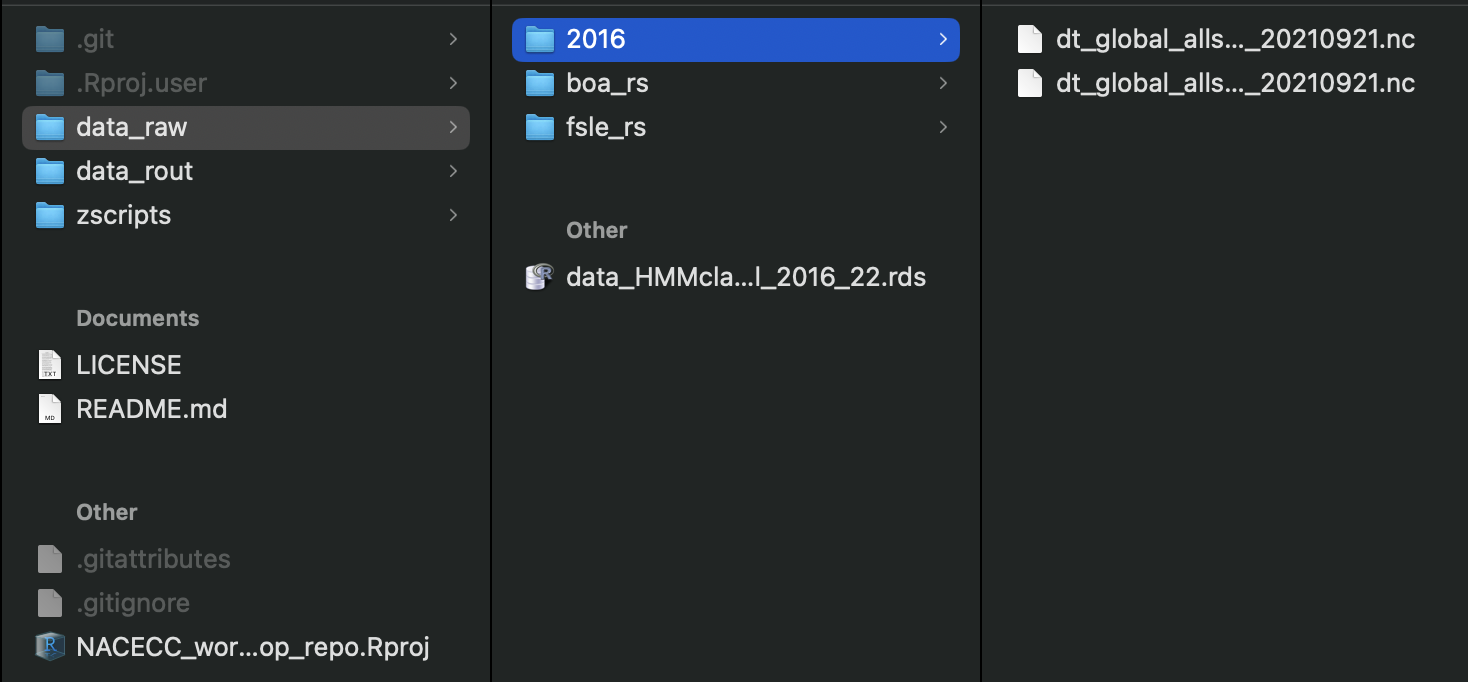 .git
.Rproj.user
data_raw
data_rout
zscripts
Documents
LICENSE
README.md
Other
.gitattributes
.gitignore
NACECC_wor...op_repo.Rproj
2016
boa_rs
fsle_rs
Other
data_HMMcla...l_2016_22.rds
dt_global_alls..._20210921.nc
dt_global_alls..._20210921.nc
TXT
MD
R
R